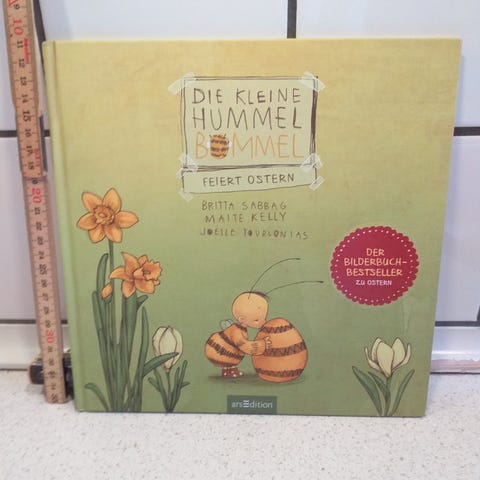 DIE KLEINE
HUMMEL
BOMMEL
FEIERT OSTERN
BRITTA SABBAG
MAITE KELLY
JOËLLE TOURLONIAS
DER
BILDERBUCH-
BESTSELLER
ZU OSTERN
arsEdition